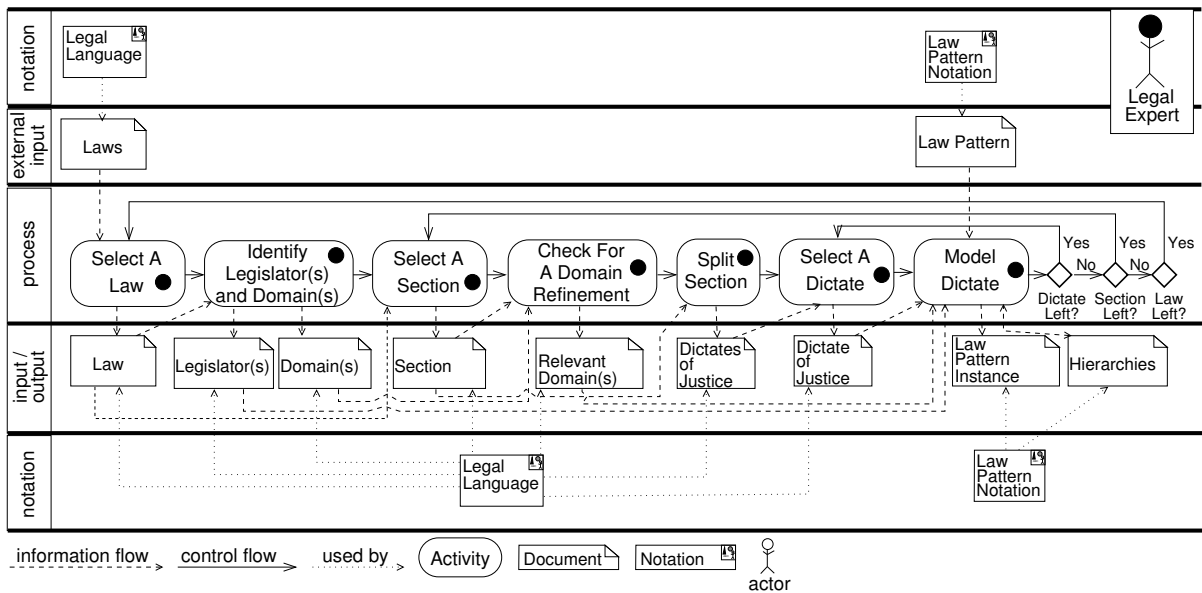 notation
Legal
Language
Law
Pattern
Notation
Legal
Expert
external
input
Laws
Law Pattern
process
Select A
Law
Identify
Legislator(s)
and Domain(s)
Select A
Section
Check For
A Domain
Refinement
Split
Section
Select A
Dictate
Model
Dictate
Yes
Yes
Yes
No
No
Dictate
Left?
Section
Left?
Law
Left?
input /
output
Law
Legislator(s)
Domain(s)
Section
Relevant
Domain(s)
Dictates
of
Justice
Dictate
of
Justice
Law
Pattern
Instance
Hierarchies
notation
Legal
Language
Law
Pattern
Notation
information flow
control flow
used by
Activity
Document
Notation
actor